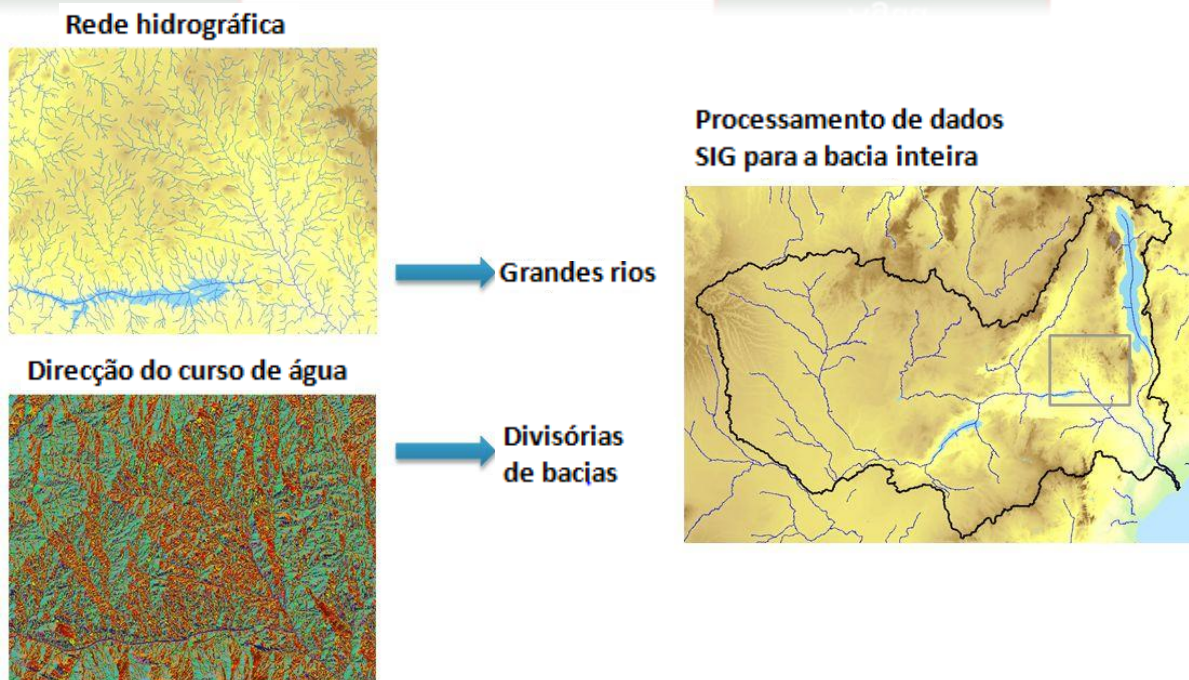 Rede hidrográfica
Direcção do curso de água
Grandes rios
Divisórias
de bacias
Processamento de dados
SIG para a bacia inteira